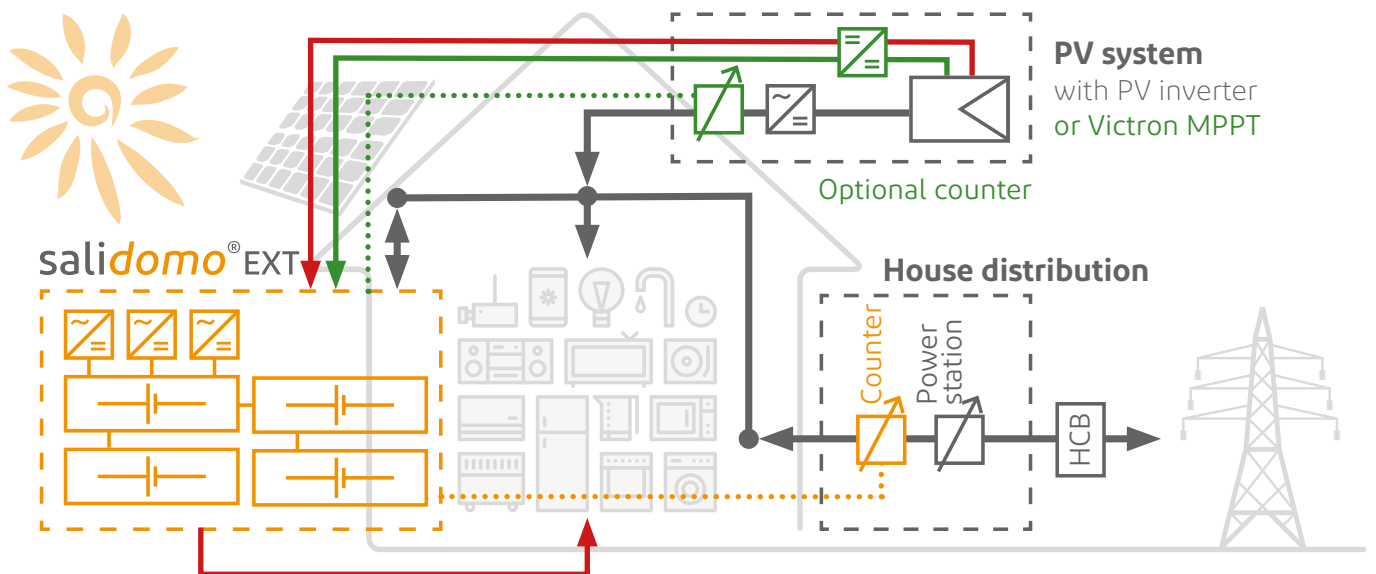 PV system
with PV inverter
or Victron MPPT
Optional counter
salidomo® EXT
House distribution
Counter
Power
station
HCB